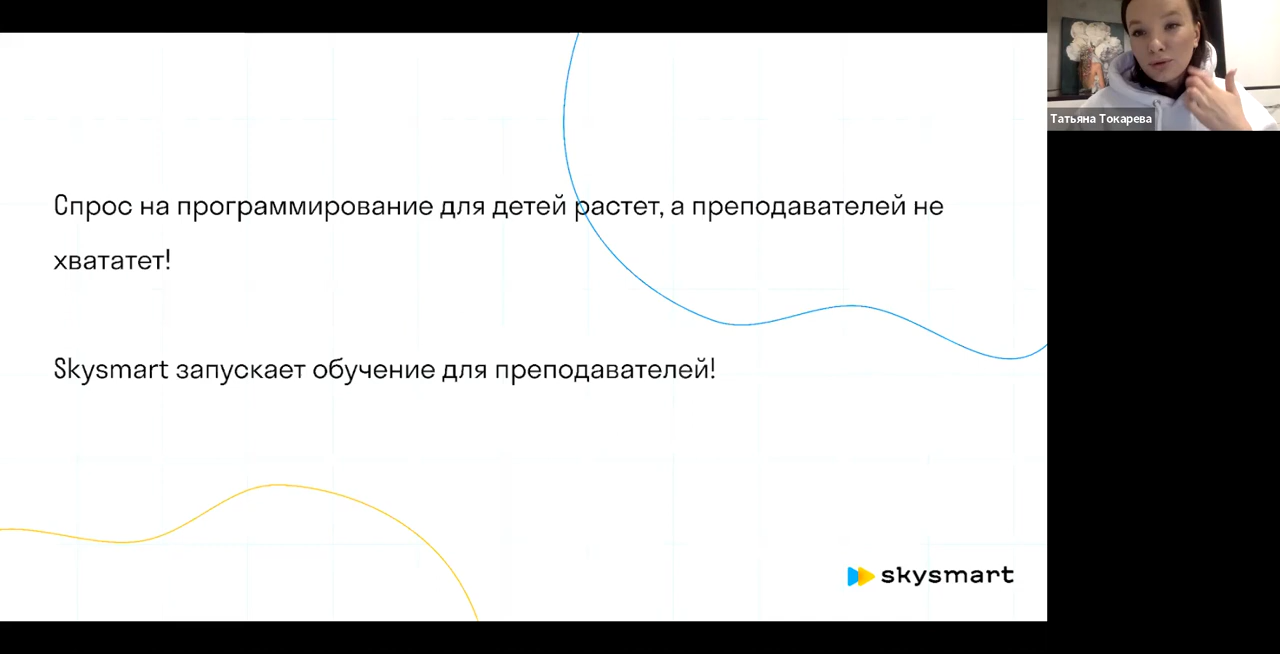 Татьяна Токарева
Спрос на программирование для детей растет, а преподавателей не
хвататет!
Skysmart запускает обучение для преподавателей!
skysmart